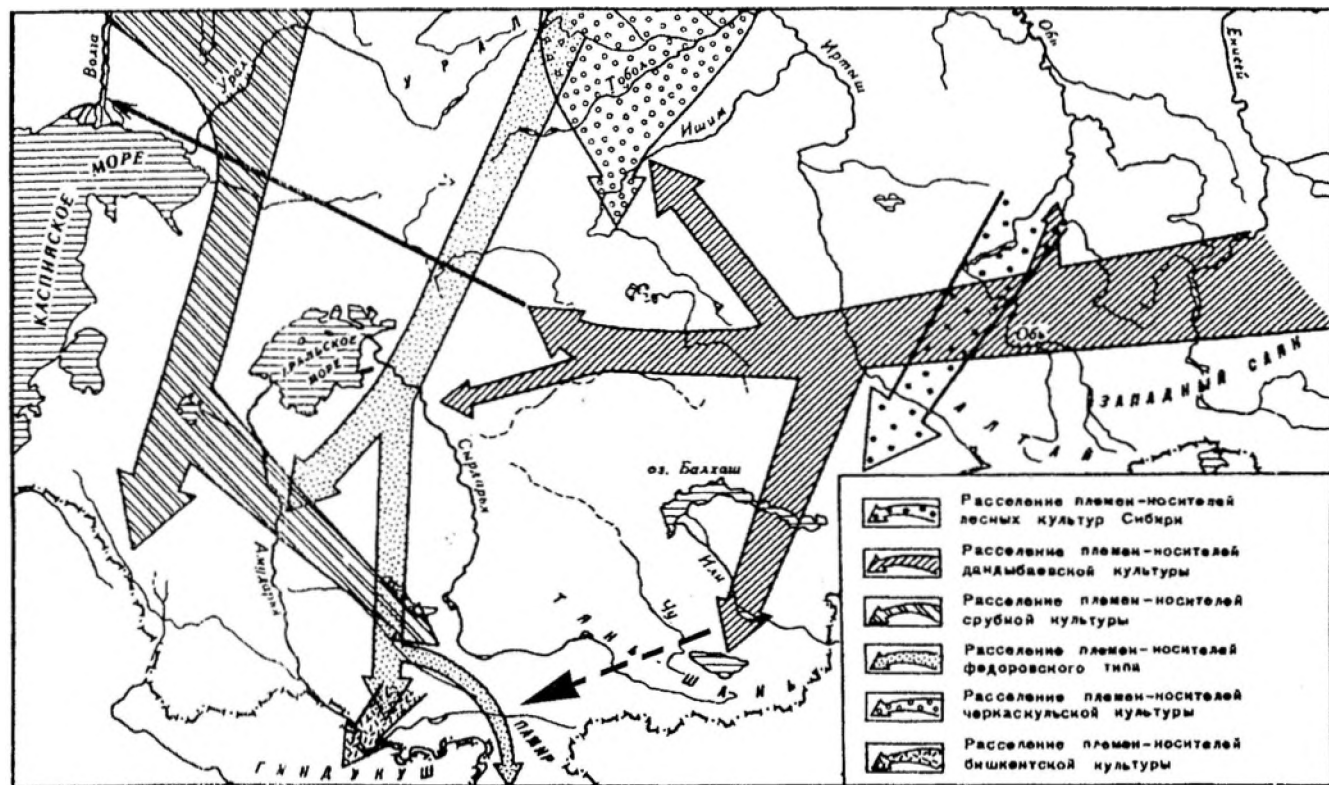 Волга
Урал
УРАЛ
Тобол
Ишим
Иртыш
Обь
Енисей
КАСПИЙСКОЕ
МОРЕ
РАЛЬСКОЕ
МОРЕ
Сырдарья
Амударья
оз. Балхаш
Или
Чу
ТЯНЬ
ШАНЬ
ПАМИР
ГИНДУКУШ
Обь
АЛТАЙ
ЗАПАДНЫЙ САЯН
Расселение племен-носителей
лесных культур Сибири
Расселение племен-носителей
дандыбаевской культуры
Расселение племен-носителей
срубной культуры
Расселение племен-носителей
федоровского типа
Расселение племен-носителей
черкаскульской культуры
Расселение племен-носителей
бишкентской культуры